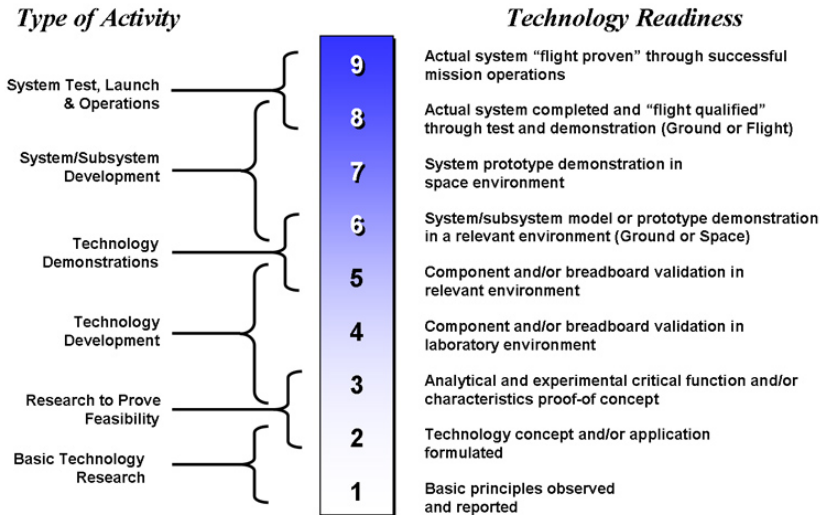 Type of Activity
Technology Readiness
System Test, Launch
& Operations
System/Subsystem
Development
Technology
Demonstrations
Technology
Development
Research to Prove
Feasibility
Basic Technology
Research
9
8
7
6
5
4
3
2
1
Actual system “flight proven” through successful
mission operations
Actual system completed and “flight qualified”
through test and demonstration (Ground or Flight)
System prototype demonstration in
space environment
System/subsystem model or prototype demonstration
in a relevant environment (Ground or Space)
Component and/or breadboard validation in
relevant environment
Component and/or breadboard validation in
laboratory environment
Analytical and experimental critical function and/or
characteristics proof-of concept
Technology concept and/or application
formulated
Basic principles observed
and reported